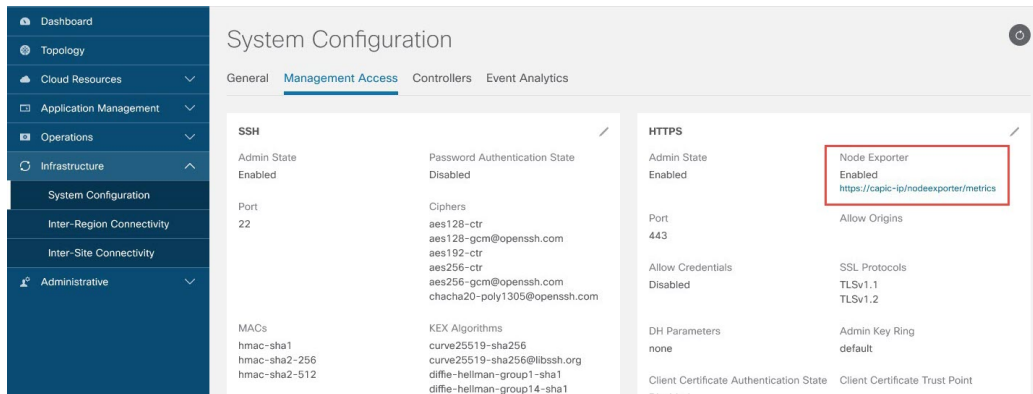 Dashboard
Topology
Cloud Resources
Application Management
Operations
Infrastructure
System Configuration
Inter-Region Connectivity
Inter-Site Connectivity
Administrative
System Configuration
General Management Access Controllers Event Analytics
SSH
Admin State
Enabled
Password Authentication State
Disabled
Port
22
Ciphers
aes128-ctr
aes128-gcm@openssh.com
aes192-ctr
aes256-ctr
aes256-gcm@openssh.com
chacha20-poly1305@openssh.com
MACs
hmac-sha1
hmac-sha2-256
hmac-sha2-512
KEX Algorithms
curve25519-sha256
curve25519-sha256@libssh.org
diffie-hellman-group1-sha1
diffie-hellman-group14-sha1
HTTPS
Admin State
Enabled
Node Exporter
Enabled
https://capic-ip/nodeexporter/metrics
Port
443
Allow Origins
Allow Credentials
Disabled
SSL Protocols
TLSv1.1
TLSv1.2
DH Parameters
none
Admin Key Ring
default
Client Certificate Authentication State
Client Certificate Trust Point